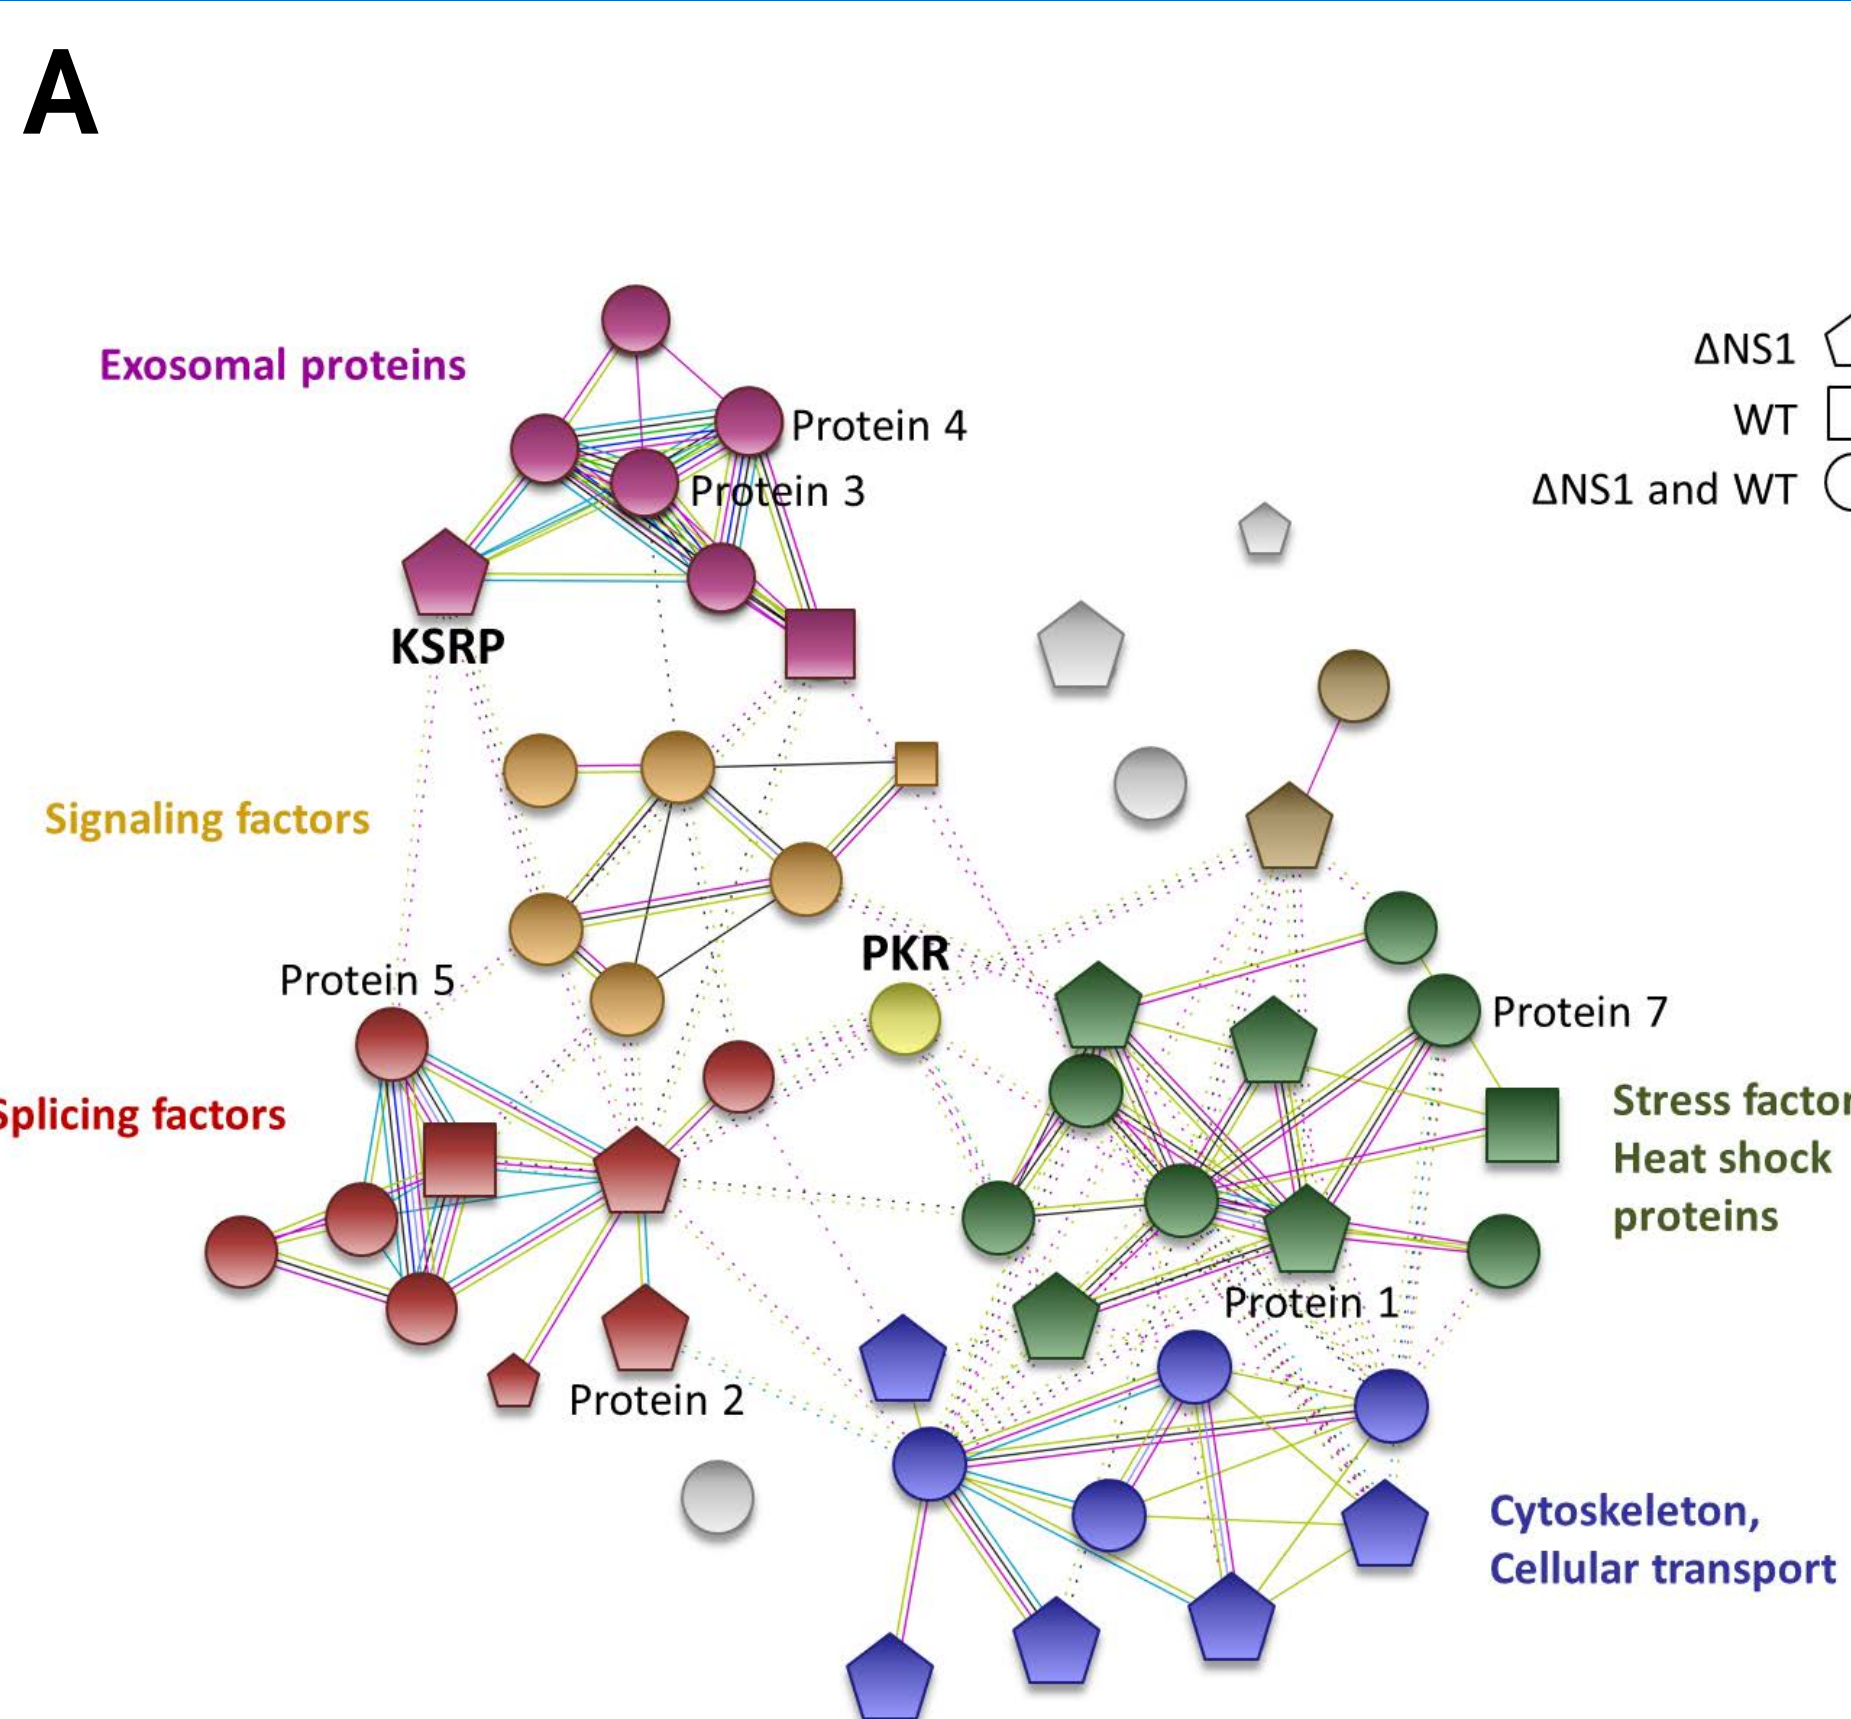 A
Exosomal proteins
Protein 4
Protein 3
KSRP
ΔNS1
WT
ΔNS1 and WT
Signaling factors
PKR
Protein 5
Protein 7
Splicing factors
Stress factor
Heat shock
proteins
Protein 1
Protein 2
Cytoskeleton,
Cellular transport